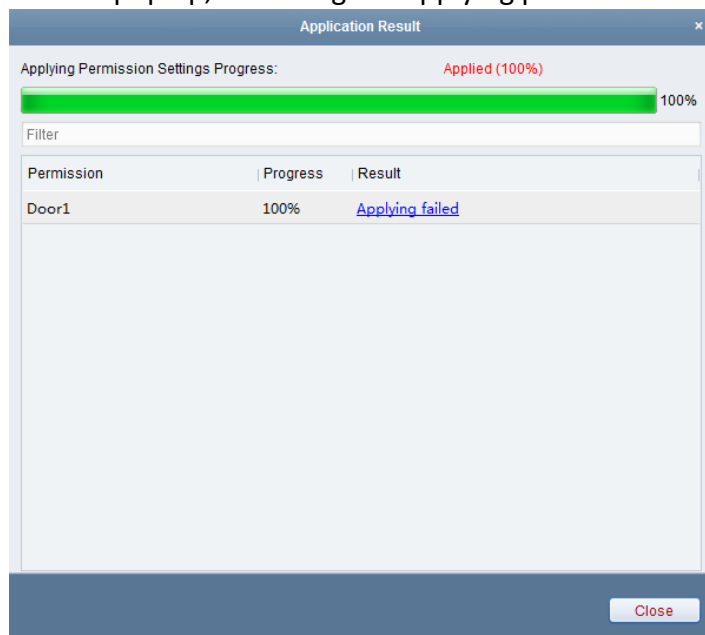 Application Result ×
Applying Permission Settings Progress: Applied (100%)
100%
Filter
Permission Progress Result
Door1 100% Applying failed
Close